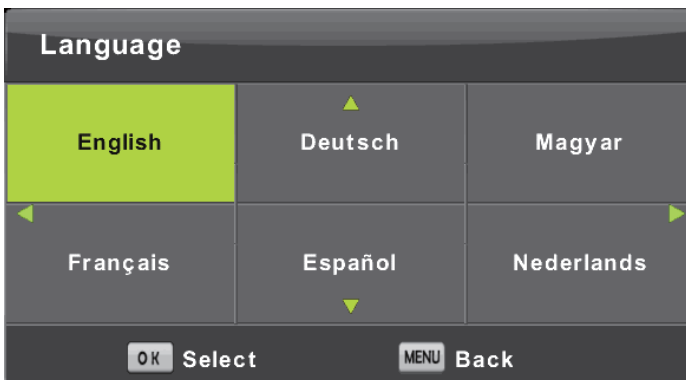 Language
English Deutsch Magyar
Français Español Nederlands
OK Select MENU Back